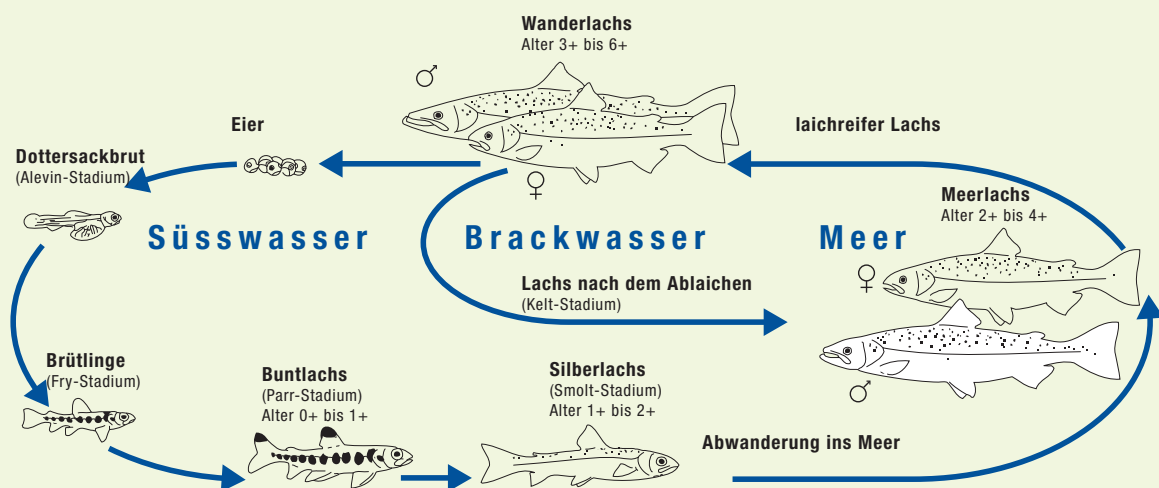 Wanderlachs
Alter 3+ bis 6+
♂
Eier
laichreifer Lachs
Dottersackbrut
(Alevin-Stadium)
♀
Meerlachs
Alter 2+ bis 4+
Süsswasser
Brackwasser
Meer
♀
Lachs nach dem Ablaichen
(Kelt-Stadium)
Brütlinge
(Fry-Stadium)
Buntlachs
(Parr-Stadium)
Alter 0+ bis 1+
Silberlachs
(Smolt-Stadium)
Alter 1+ bis 2+
♂
Abwanderung ins Meer